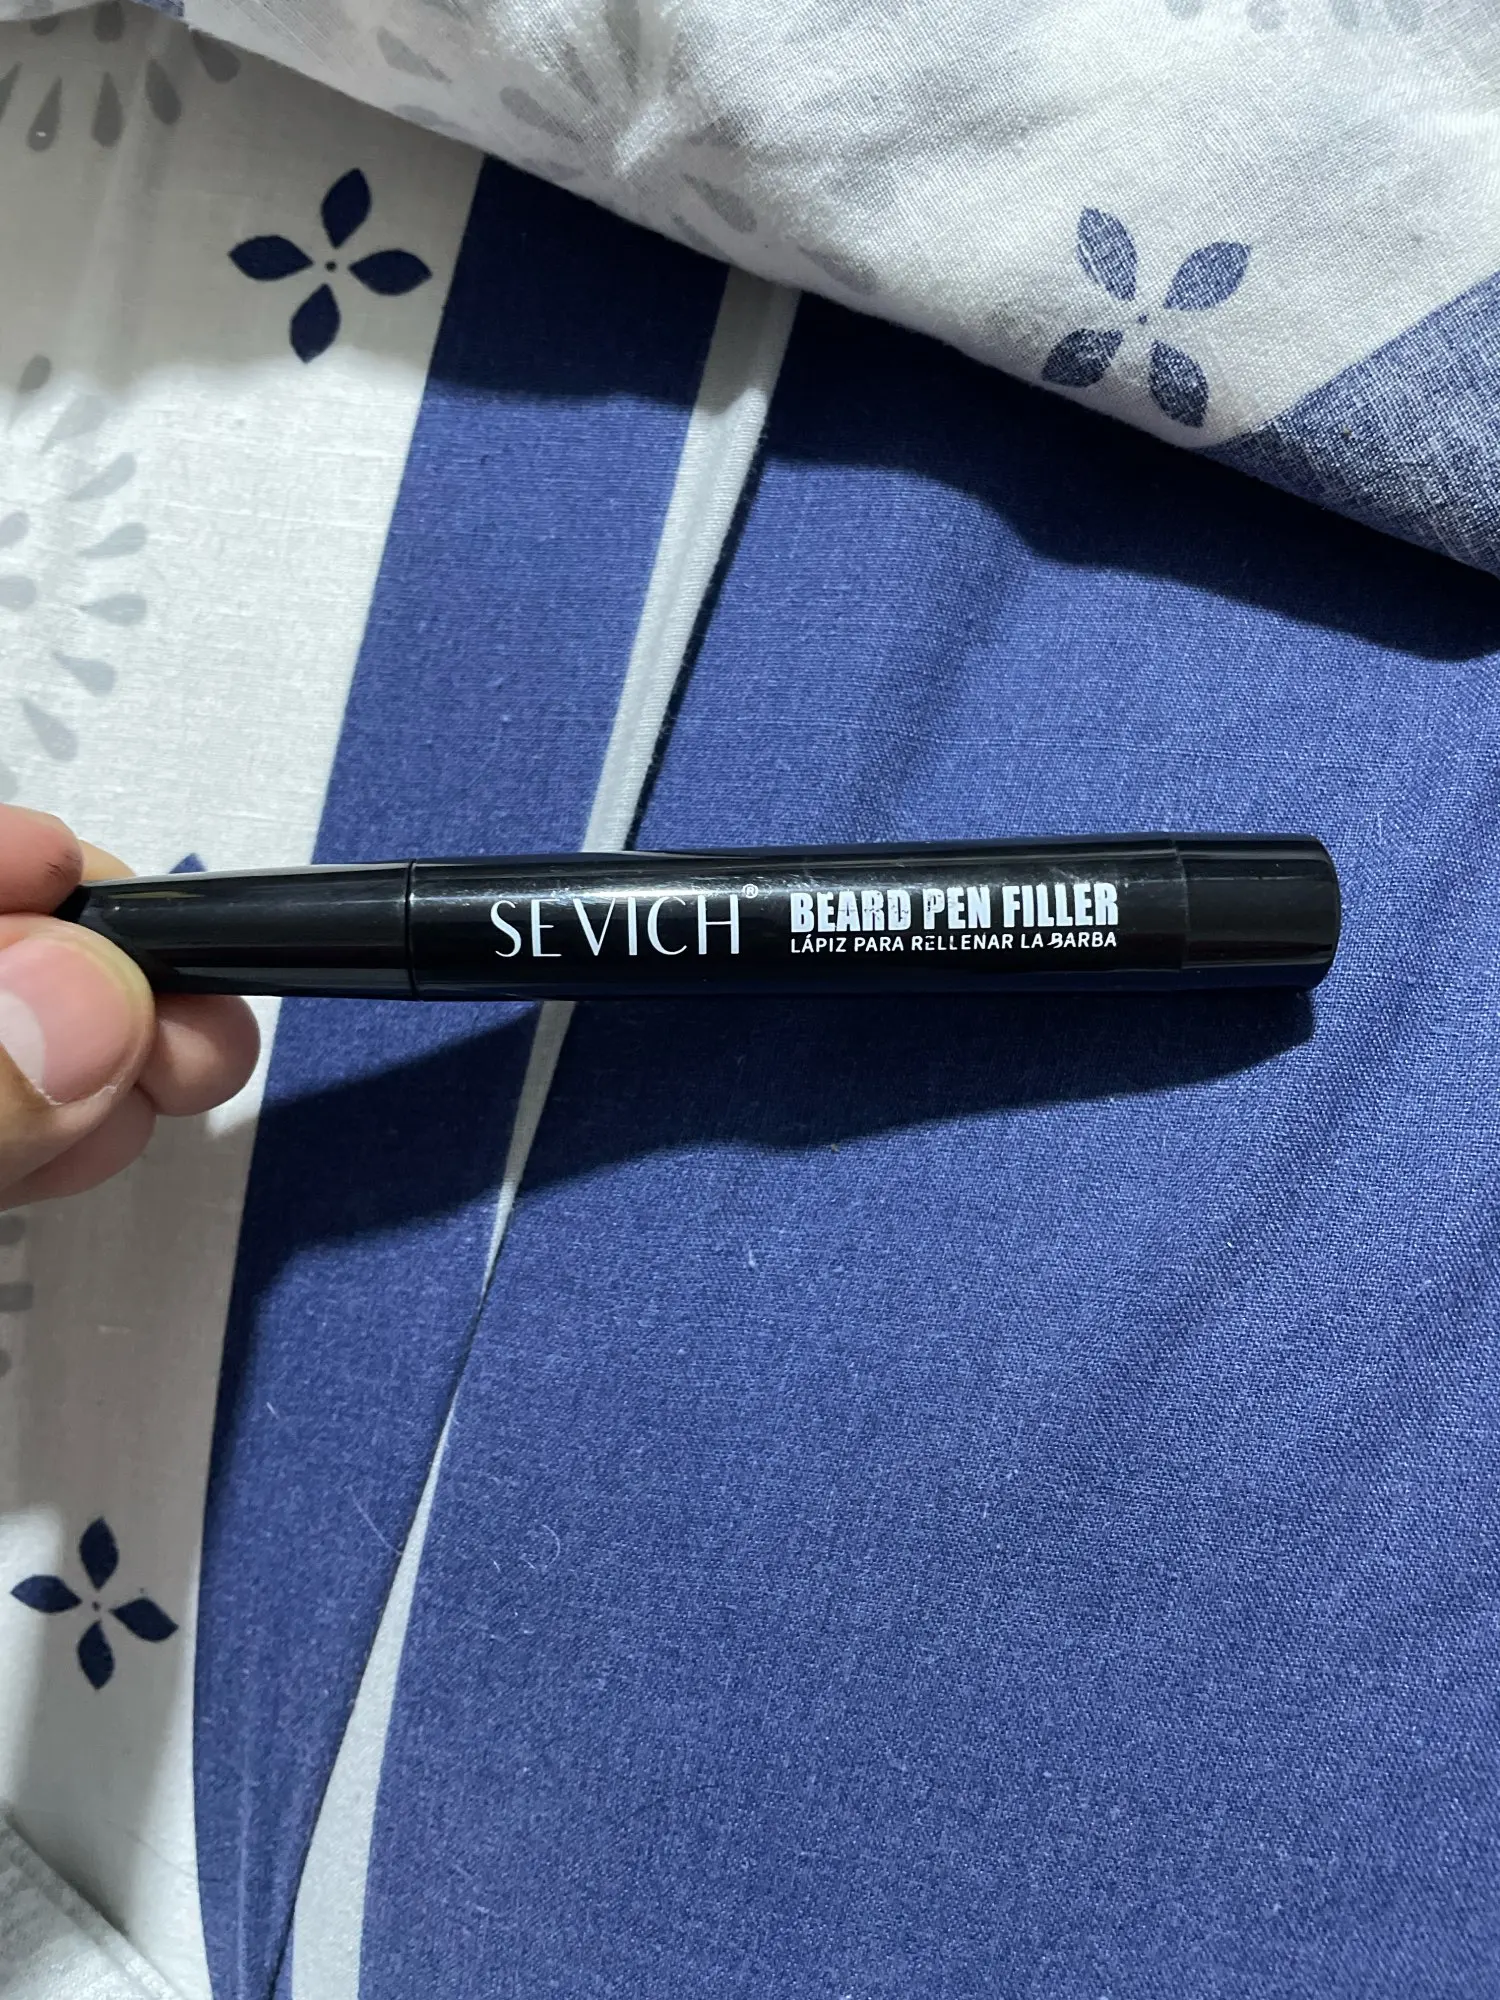 SEVICH®
BEARD PEN FILLER
LÁPIZ PARA RELLENAR LA BARBA